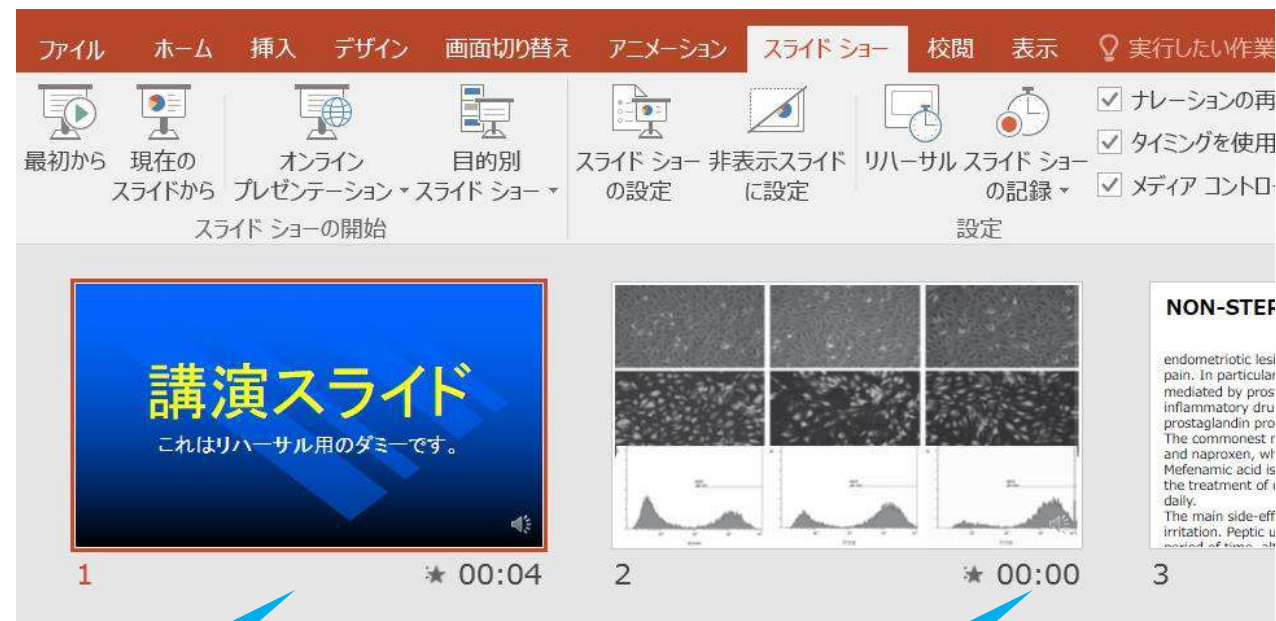 ファイル ホーム 挿入 デザイン 画面切り替え アニメーション スライド ショー 校閲 表示 実行したい作業
最初から 現在の オンライン 目的別 スライド ショー 非表示スライド リハーサル スライド ショー ナレーションの再
スライドから プレゼンテーション スライド ショー の設定 に設定 の記録 タイミングを使用
メディア コントロ
スライド ショーの開始 設定
講演スライド
これはリハーサル用のダミーです。
NON-STE
endometriotic lesi
pain. In particular
mediated by pros
inflammatory dru
prostaglandin pro
The commonest r
and naproxen, wh
Mefenamic acid is
the treatment of
daily.
The main side-eff
irritation. Peptic u
1 00:04 2 00:00 3